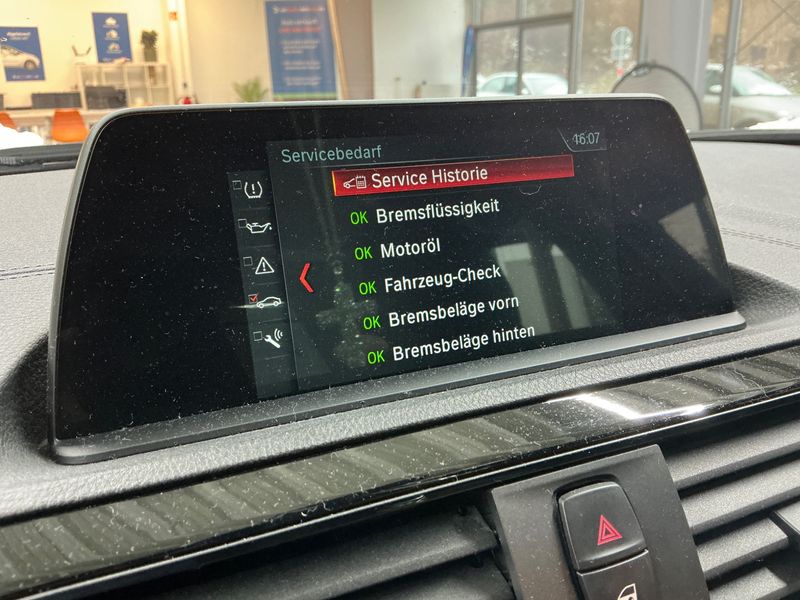 Servicebedarf
16:07
Service Historie
OK Bremsflüssigkeit
OK Motoröl
OK Fahrzeug-Check
OK Bremsbeläge vorn
OK Bremsbeläge hinten